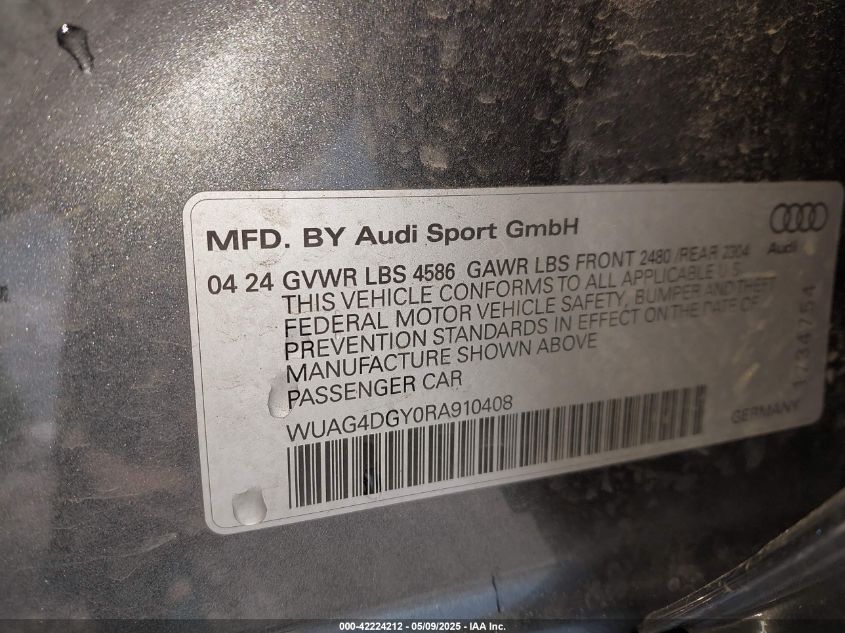 MFD. BY Audi Sport GmbH
Audi
04 24 GVWR LBS 4586 GAWR LBS FRONT 2480 /REAR 2304
THIS VEHICLE CONFORMS TO ALL APPLICABLE U.S.
FEDERAL MOTOR VEHICLE SAFETY, BUMPER AND THEFT
PREVENTION STANDARDS IN EFFECT ON THE DATE OF
MANUFACTURE SHOWN ABOVE
PASSENGER CAR
WUAG4DGY0RA910408
GERMANY
1734754
000-42224212 - 05/09/2025 - IAA Inc.